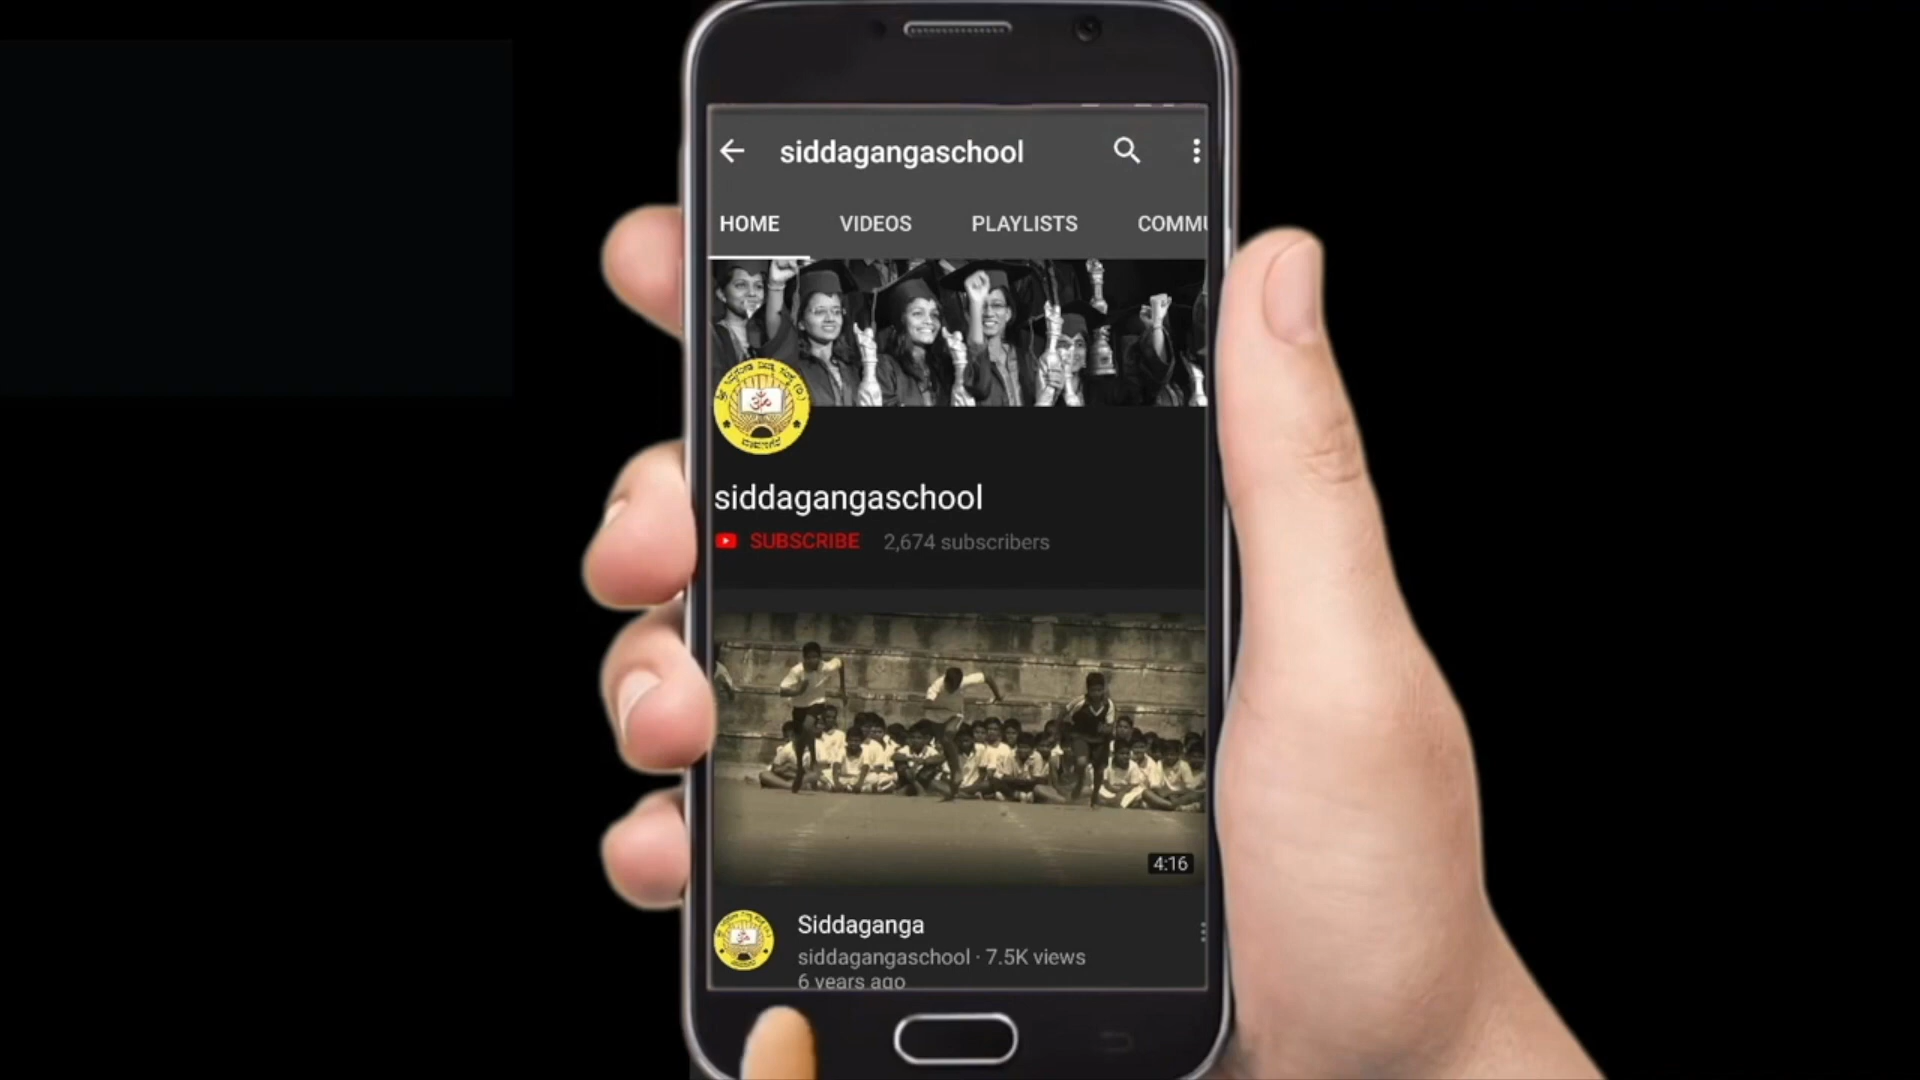 siddagangaschool
HOME VIDEOS PLAYLISTS COMMU
siddagangaschool
SUBSCRIBE 2,674 subscribers
4:16
Siddaganga
siddagangaschool · 7.5K views
6 years ago